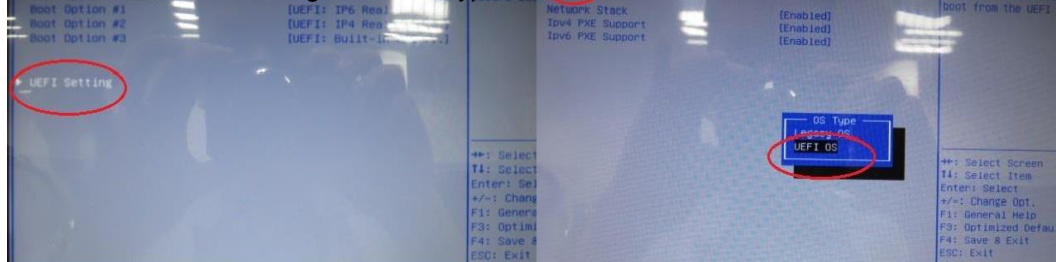 Boot Option #1 [UEFI: IP6 Rea
Boot Option #2 [UEFI: IP4 Rea
Boot Option #3 [UEFI: Built-in
UEFI Setting
++: Select
↑↓: Select
Enter: Sel
+/-: Chang
F1: Genera
F3: Optimi
F4: Save &
ESC: Exit
Network Stack [Enabled]
Ipv4 PXE Support [Enabled]
Ipv6 PXE Support [Enabled]
boot from the UEFI
OS Type
Legacy OS
UEFI OS
++: Select Screen
↑↓: Select Item
Enter: Select
+/-: Change Opt.
F1: General Help
F3: Optimized Defau
F4: Save & Exit
ESC: Exit